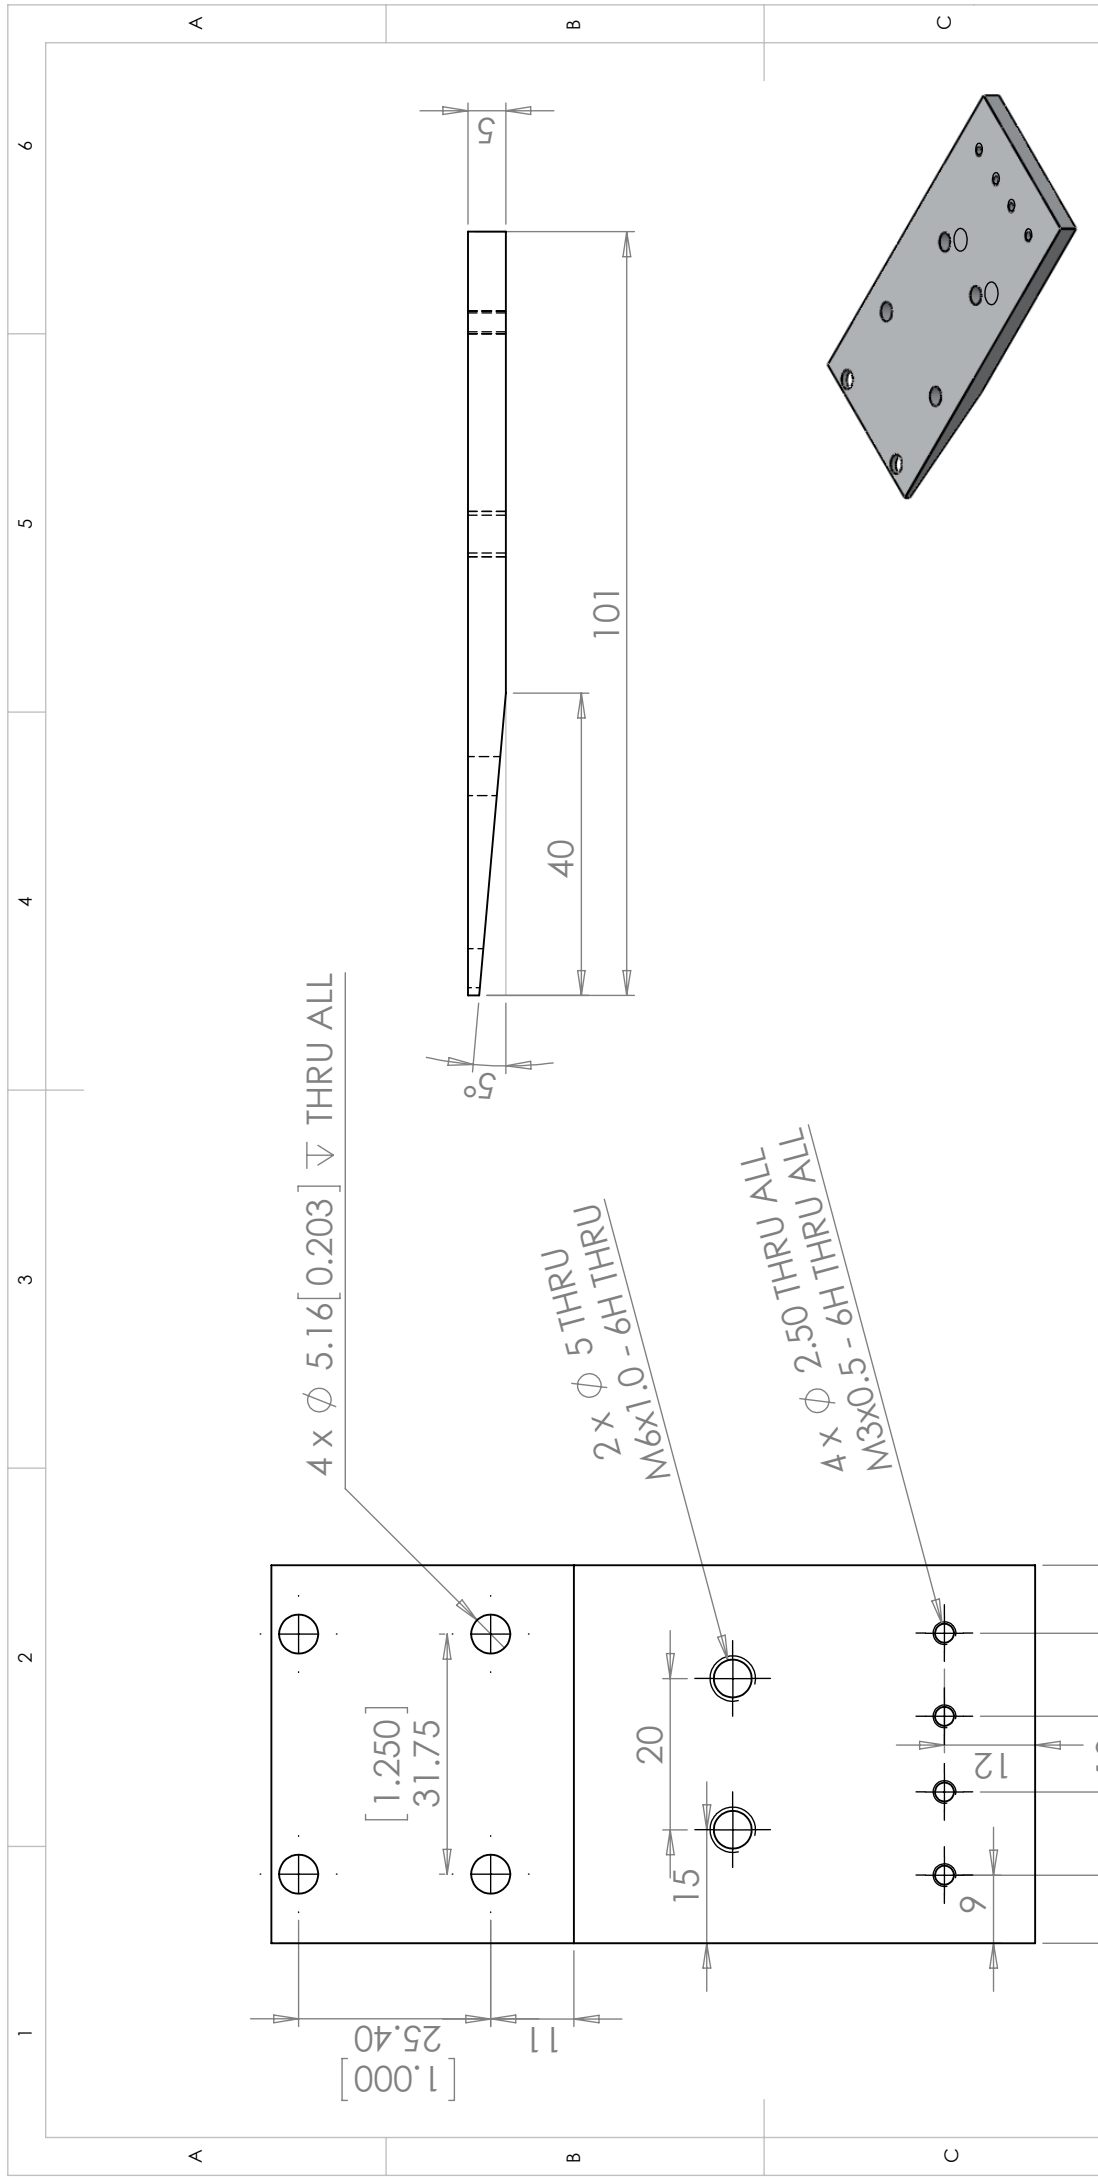 1
2
3
4
5
6
A
A
4 x ∅ 5.16[0.203] ↧ THRU ALL
[1.000]
25.40
[1.250]
31.75
5°
5
11
B
B
40
101
2 x ∅ 5 THRU
M6x1.0 - 6H THRU
20
15
4 x ∅ 2.50 THRU ALL
M3x0.5 - 6H THRU ALL
12
9
C
C